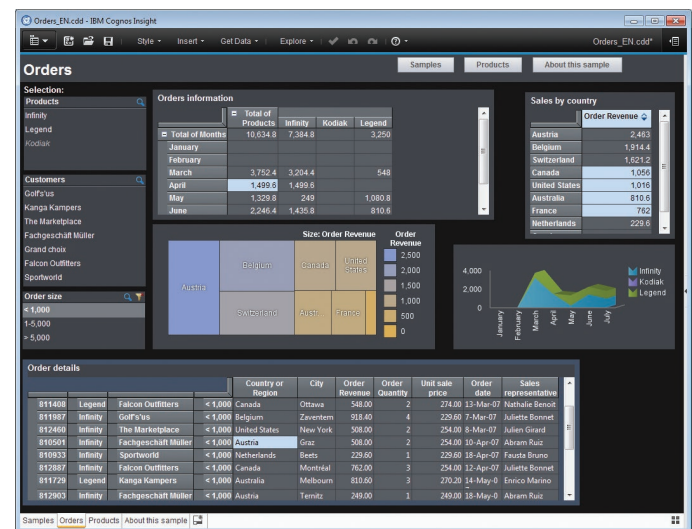 Orders_EN.cdd - IBM Cognos Insight
Style Insert Get Data Explore Orders_EN.cdd*
Orders Samples Products About this sample
Selection:
Products
Infinity
Legend
Kodiak
Customers
Golf'sus
Kanga Kampers
The Marketplace
Fachgeschäft Müller
Grand choix
Falcon Outfitters
Sportworld
Order size
< 1,000
1-5,000
> 5,000
Orders information
Total of Products Infinity Kodiak Legend
Total of Months 10,634.8 7,384.8 3,250
January
February
March 3,752.4 3,204.4 548
April 1,499.6 1,499.6
May 1,329.8 249 1,080.8
June 2,246.4 1,435.8 810.6
Sales by country
Order Revenue
Austria 2,463
Belgium 1,914.4
Switzerland 1,621.2
Canada 1,056
United States 1,016
Australia 810.6
France 762
Netherlands 229.6
Size: Order Revenue
Austria
Belgium
Canada
United States
Switzerland
Austr...
France
Order Revenue
2,500
2,000
1,500
1,000
500
0
4,000
2,000
0
January
February
March
April
May
June
July
Infinity
Kodiak
Legend
Order details
Country or Region City Order Revenue Order Quantity Unit sale price Order date Sales representative
811408 Legend Falcon Outfitters < 1,000 Canada Ottawa 548.00 2 274.00 13-Mar-07 Nathalie Benoit
811987 Infinity Golf'sus < 1,000 Belgium Zaventem 918.40 4 229.60 7-Mar-07 Juliette Bonnet
812460 Infinity The Marketplace < 1,000 United States New York 508.00 2 254.00 8-Mar-07 Julien Girard
810501 Infinity Fachgeschäft Müller < 1,000 Austria Graz 508.00 2 254.00 10-Apr-07 Abram Ruiz
810933 Infinity Sportworld < 1,000 Netherlands Beets 229.60 1 229.60 18-Apr-07 Fausta Bruno
812887 Infinity Falcon Outfitters < 1,000 Canada Montréal 762.00 3 254.00 12-Apr-07 Juliette Bonnet
811729 Legend Kanga Kampers < 1,000 Australia Melbourn 810.60 3 270.20 14-May-0 Enrico Marino
812903 Infinity Fachgeschäft Müller < 1,000 Austria Ternitz 249.00 1 249.00 18-May-0 Abram Ruiz
Samples Orders Products About this sample